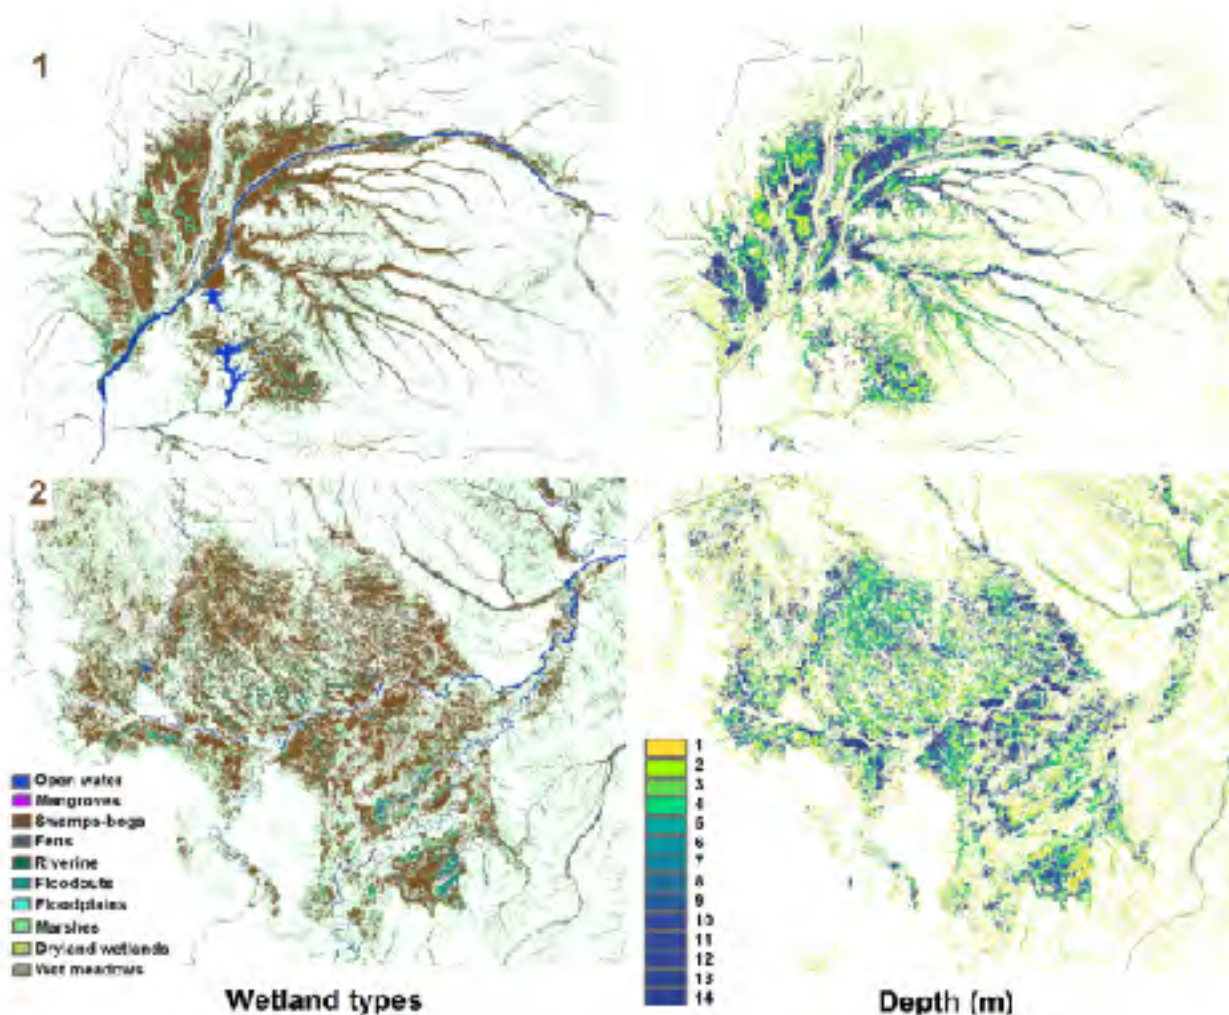 1
2
Open water
Mangroves
Swamps-bogs
Fens
Riverine
Floodouts
Floodplains
Marshes
Dryland wetlands
Wet meadows
Wetland types
1
2
3
4
5
6
7
8
9
10
11
12
13
14
Depth (m)